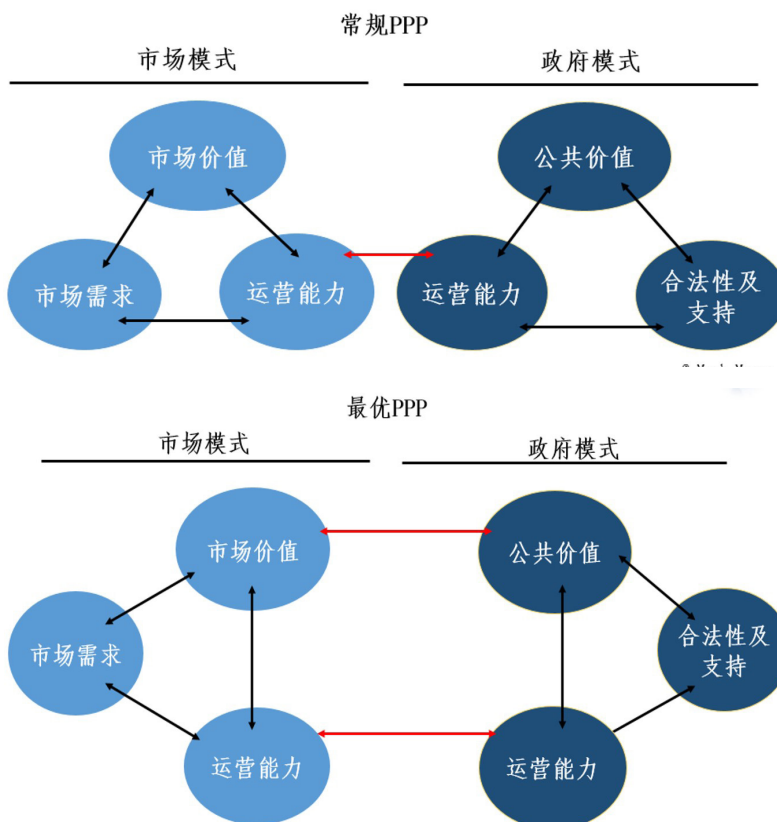 常规PPP
市场模式
政府模式
市场价值
公共价值
市场需求
运营能力
运营能力
合法性及
支持
最优PPP
市场模式
政府模式
市场价值
公共价值
市场需求
合法性及
支持
运营能力
运营能力